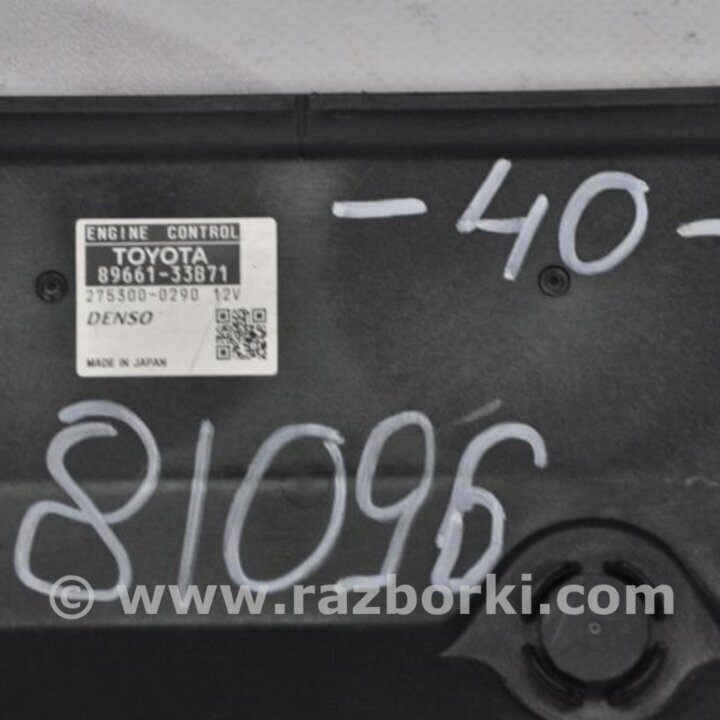 -40-
ENGINE CONTROL
TOYOTA
89661-33B71
275300-0290 12V
DENSO
MADE IN JAPAN
81096
© www.razborki.com